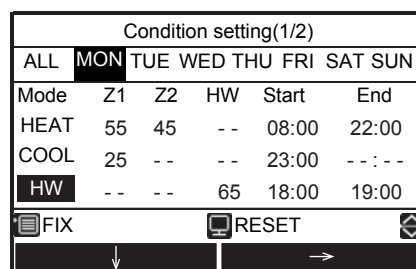 Condition setting(1/2)
ALL MON TUE WED THU FRI SAT SUN
Mode Z1 Z2 HW Start End
HEAT 55 45 - - 08:00 22:00
COOL 25 - - - - 23:00 - - : - -
HW - - - - 65 18:00 19:00
FIX RESET
↓ →